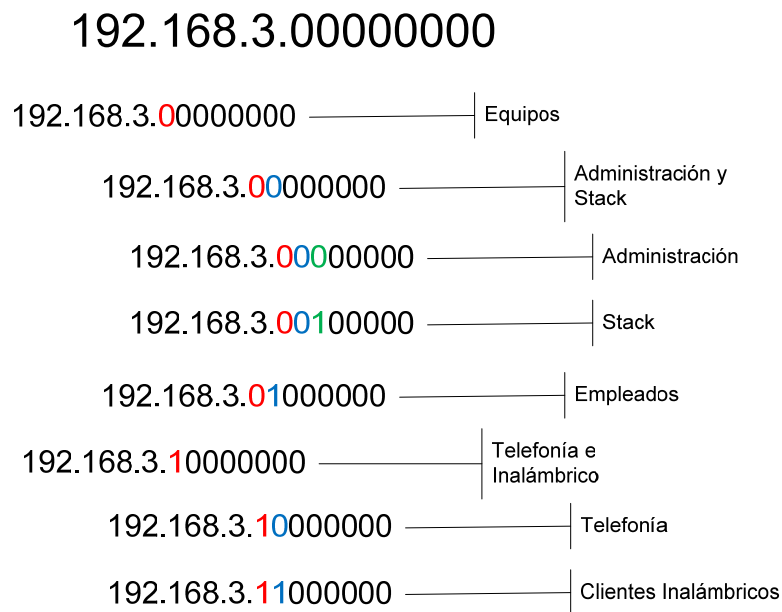 192.168.3.00000000
192.168.3.00000000
Equipos
192.168.3.00000000
Administración y
Stack
192.168.3.00000000
Administración
192.168.3.00100000
Stack
192.168.3.01000000
Empleados
192.168.3.10000000
Telefonía e
Inalámbrico
192.168.3.10000000
Telefonía
192.168.3.11000000
Clientes Inalámbricos